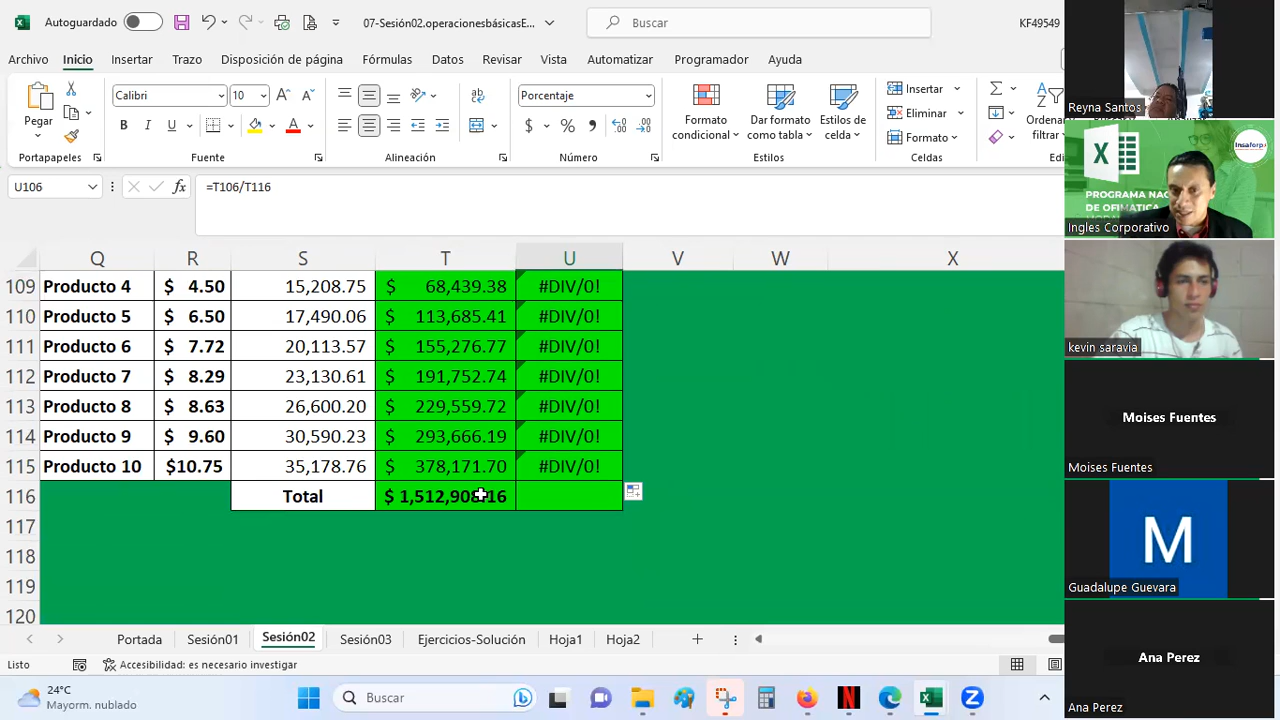 Autoguardado
07-Sesión02.operacionesbásicasE...
Buscar
KF49549
Archivo Inicio Insertar Trazo Disposición de página Fórmulas Datos Revisar Vista Automatizar Programador Ayuda
Pegar
Calibri 10
N K S
Porcentaje
$ % 000
Formato condicional
Dar formato como tabla
Estilos de celda
Insertar
Eliminar
Formato
Ordenar
filtrar
Portapapeles Fuente Alineación Número Estilos Celdas
U106
=T106/T116
Q R S T U V W X
109 Producto 4 $ 4.50 15,208.75 $ 68,439.38 #DIV/0!
110 Producto 5 $ 6.50 17,490.06 $ 113,685.41 #DIV/0!
111 Producto 6 $ 7.72 20,113.57 $ 155,276.77 #DIV/0!
112 Producto 7 $ 8.29 23,130.61 $ 191,752.74 #DIV/0!
113 Producto 8 $ 8.63 26,600.20 $ 229,559.72 #DIV/0!
114 Producto 9 $ 9.60 30,590.23 $ 293,666.19 #DIV/0!
115 Producto 10 $10.75 35,178.76 $ 378,171.70 #DIV/0!
116 Total
117
118
119
120
Portada Sesión01 Sesión02 Sesión03 Ejercicios-Solución Hoja1 Hoja2
Listo
Accesibilidad: es necesario investigar
24°C
Mayorm. nublado
Buscar
Reyna Santos
Insaforp
PROGRAMA
DE OFIMATICA
Ingles Corporativo
kevin saravia
Moises Fuentes
Moises Fuentes
M
Guadalupe Guevara
Ana Perez
Ana Perez